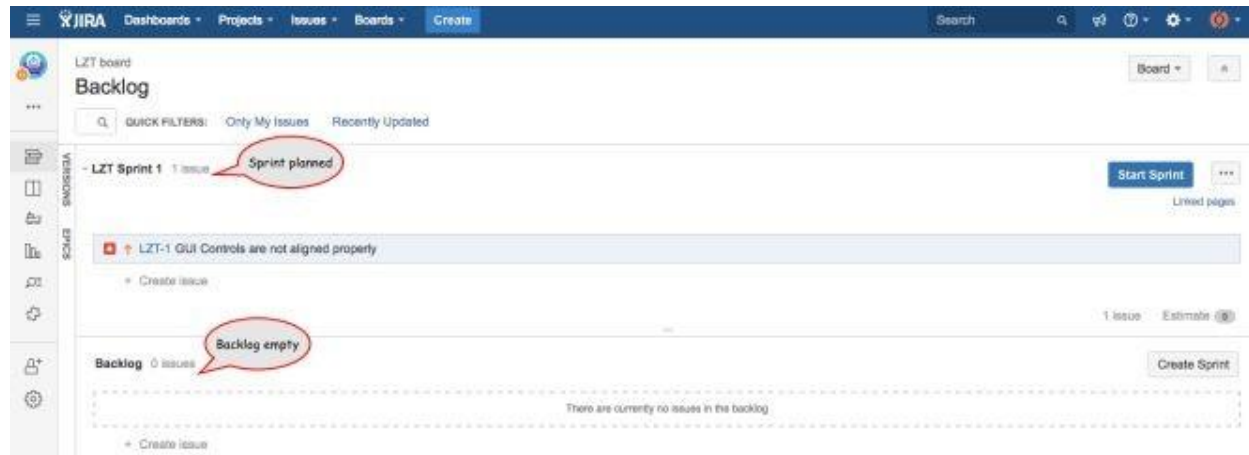 JIRA Dashboards Projects Issues Boards Create Search
LZT board
Board
Backlog
QUICK FILTERS: Only My Issues Recently Updated
VERSIONS
EPICS
LZT Sprint 1 1 issue
Sprint planned
Start Sprint ...
Linked pages
LZT-1 GUI Controls are not aligned properly
+ Create issue
1 issue Estimate 0
Backlog empty
Backlog 0 issues
Create Sprint
There are currently no issues in the backlog
+ Create issue